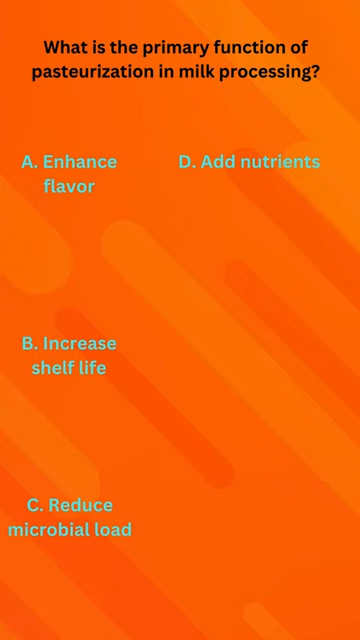 What is the primary function of
pasteurization in milk processing?
A. Enhance
flavor
D. Add nutrients
B. Increase
shelf life
C. Reduce
microbial load